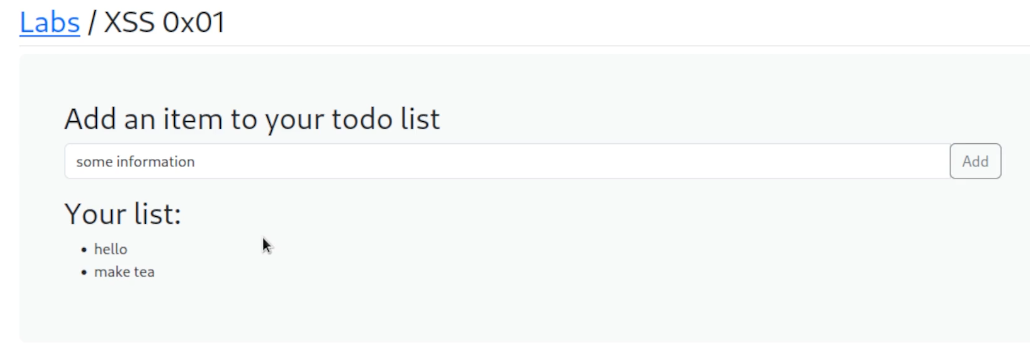 Labs / XSS 0x01
Add an item to your todo list
some information Add
Your list:
• hello
• make tea